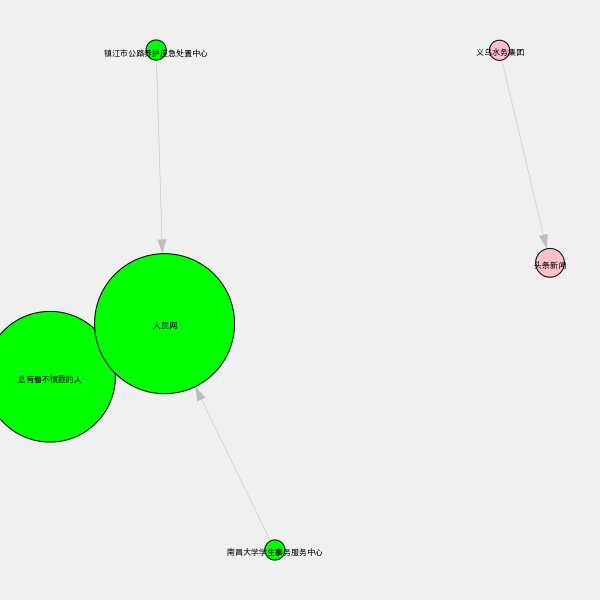 镇江市公路养护应急处置中心
义乌水务集团
头条新闻
人民网
总有看不惯我的人
南昌大学学生事务服务中心